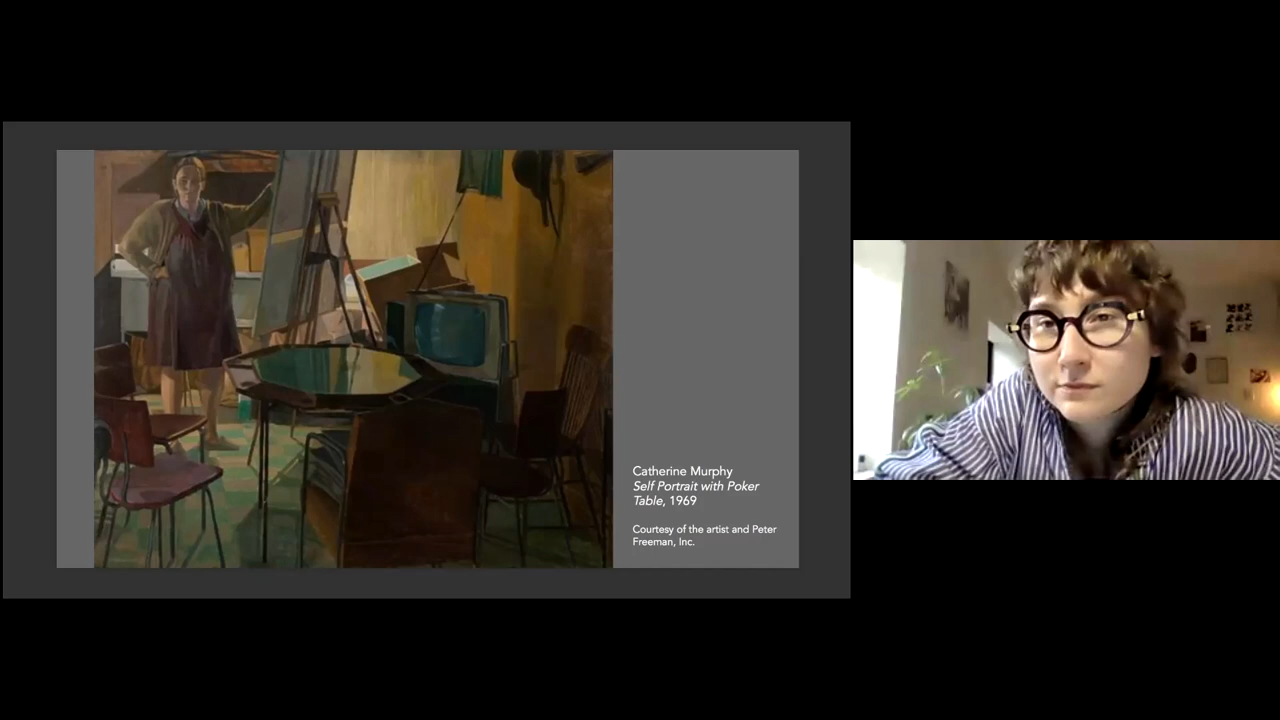 Catherine Murphy
Self Portrait with Poker
Table, 1969
Courtesy of the artist and Peter
Freeman, Inc.